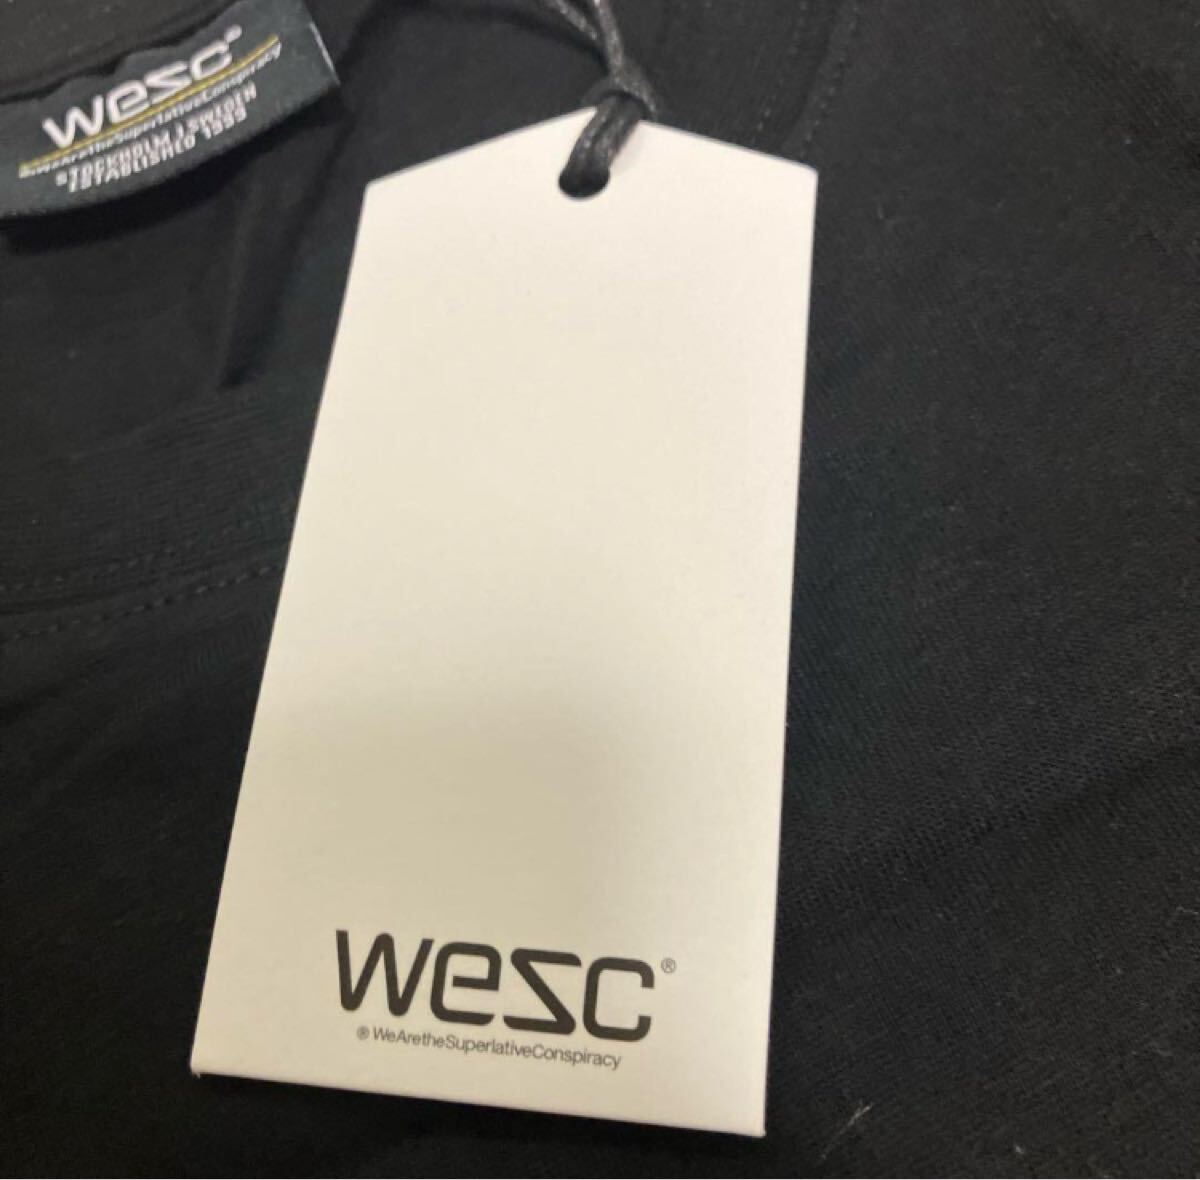 wesc®
WeAretheSuperlativeConspiracy
STOCKHOLM | SWEDEN
ESTABLISHED 1999
wesc®
® WeAretheSuperlativeConspiracy